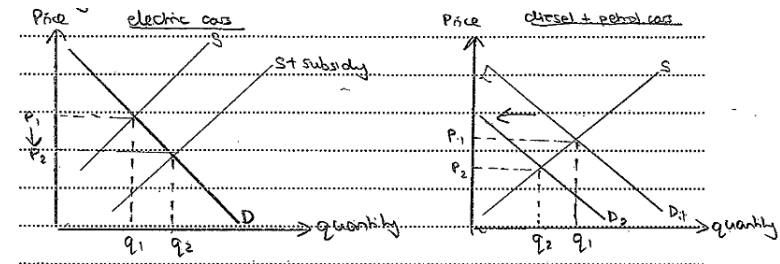 Price electric cars
S
S+ subsidy
P1
P2
D
quantity
q1 q2
Price diesel + petrol cars
S
P1
P2
D2
D1
quantity
q2 q1